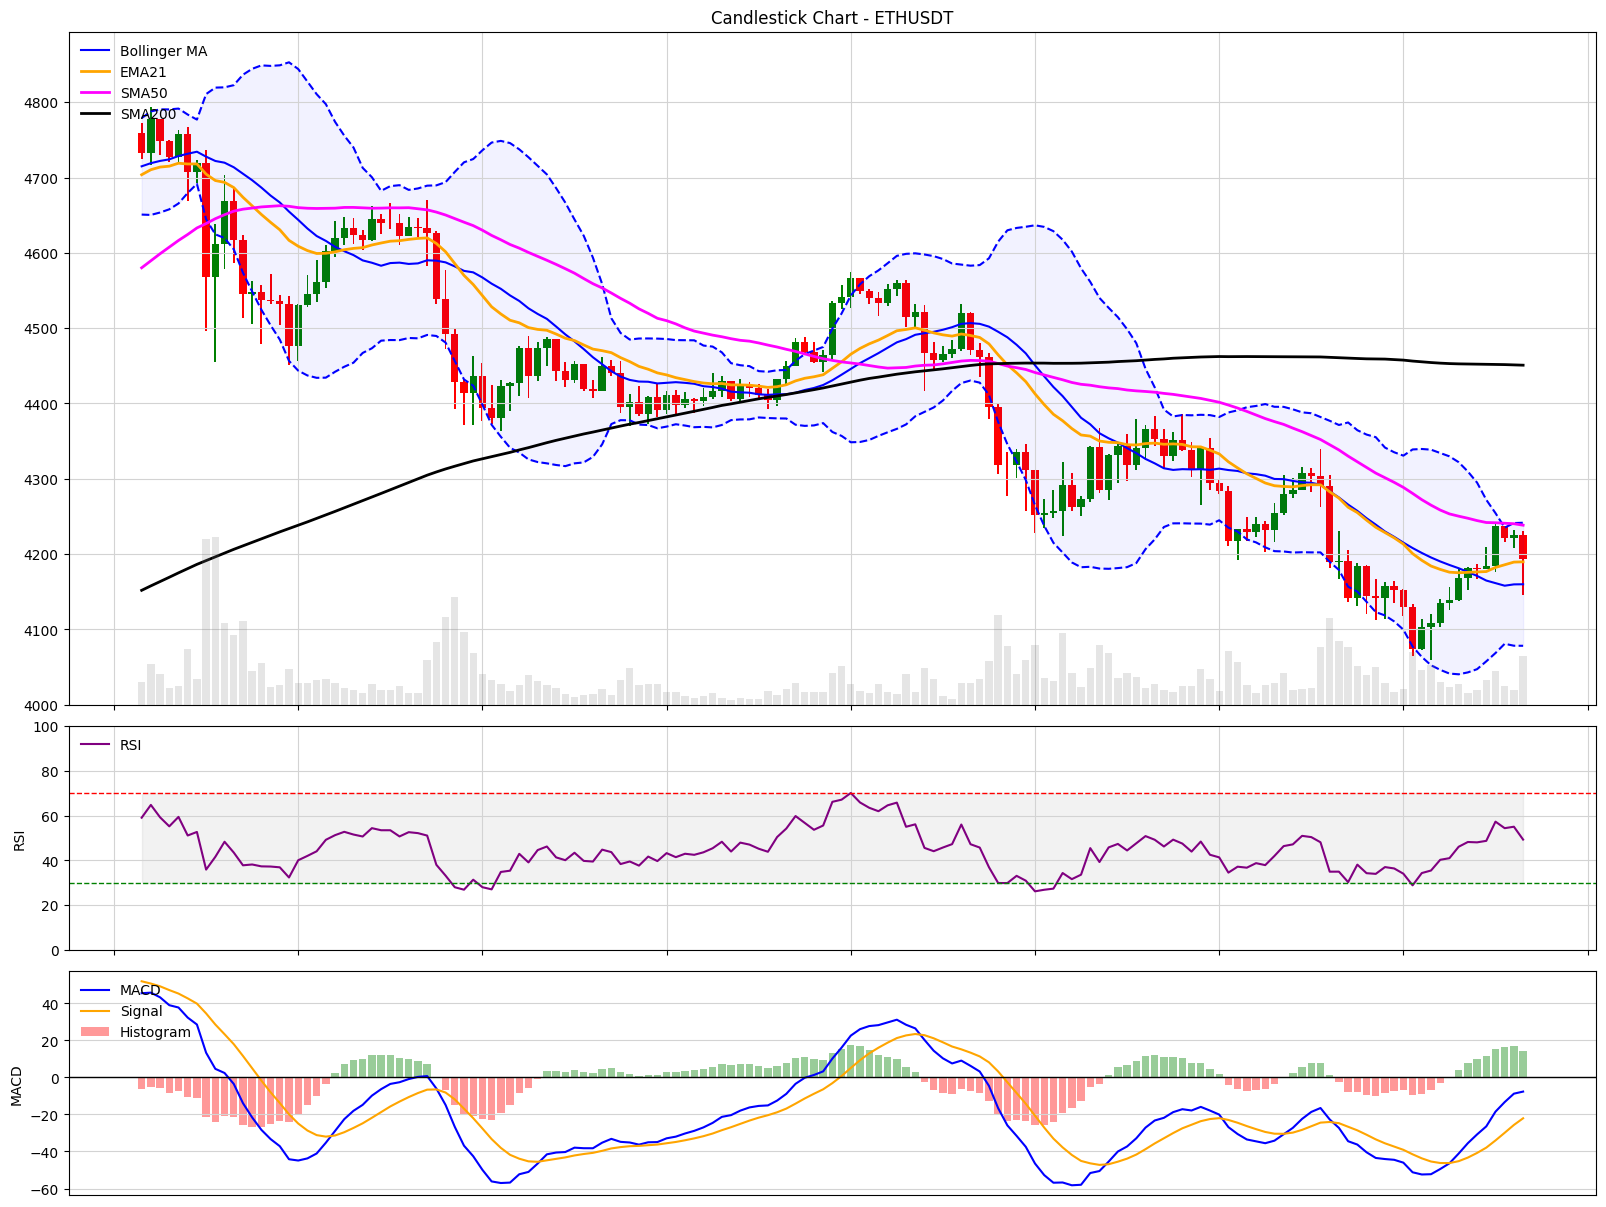 Candlestick Chart - ETHUSDT
Bollinger MA
EMA21
SMA50
SMA200
4800
4700
4600
4500
4400
4300
4200
4100
4000
RSI
100
80
60
40
20
0
RSI
MACD
Signal
Histogram
40
20
0
−20
−40
−60
MACD